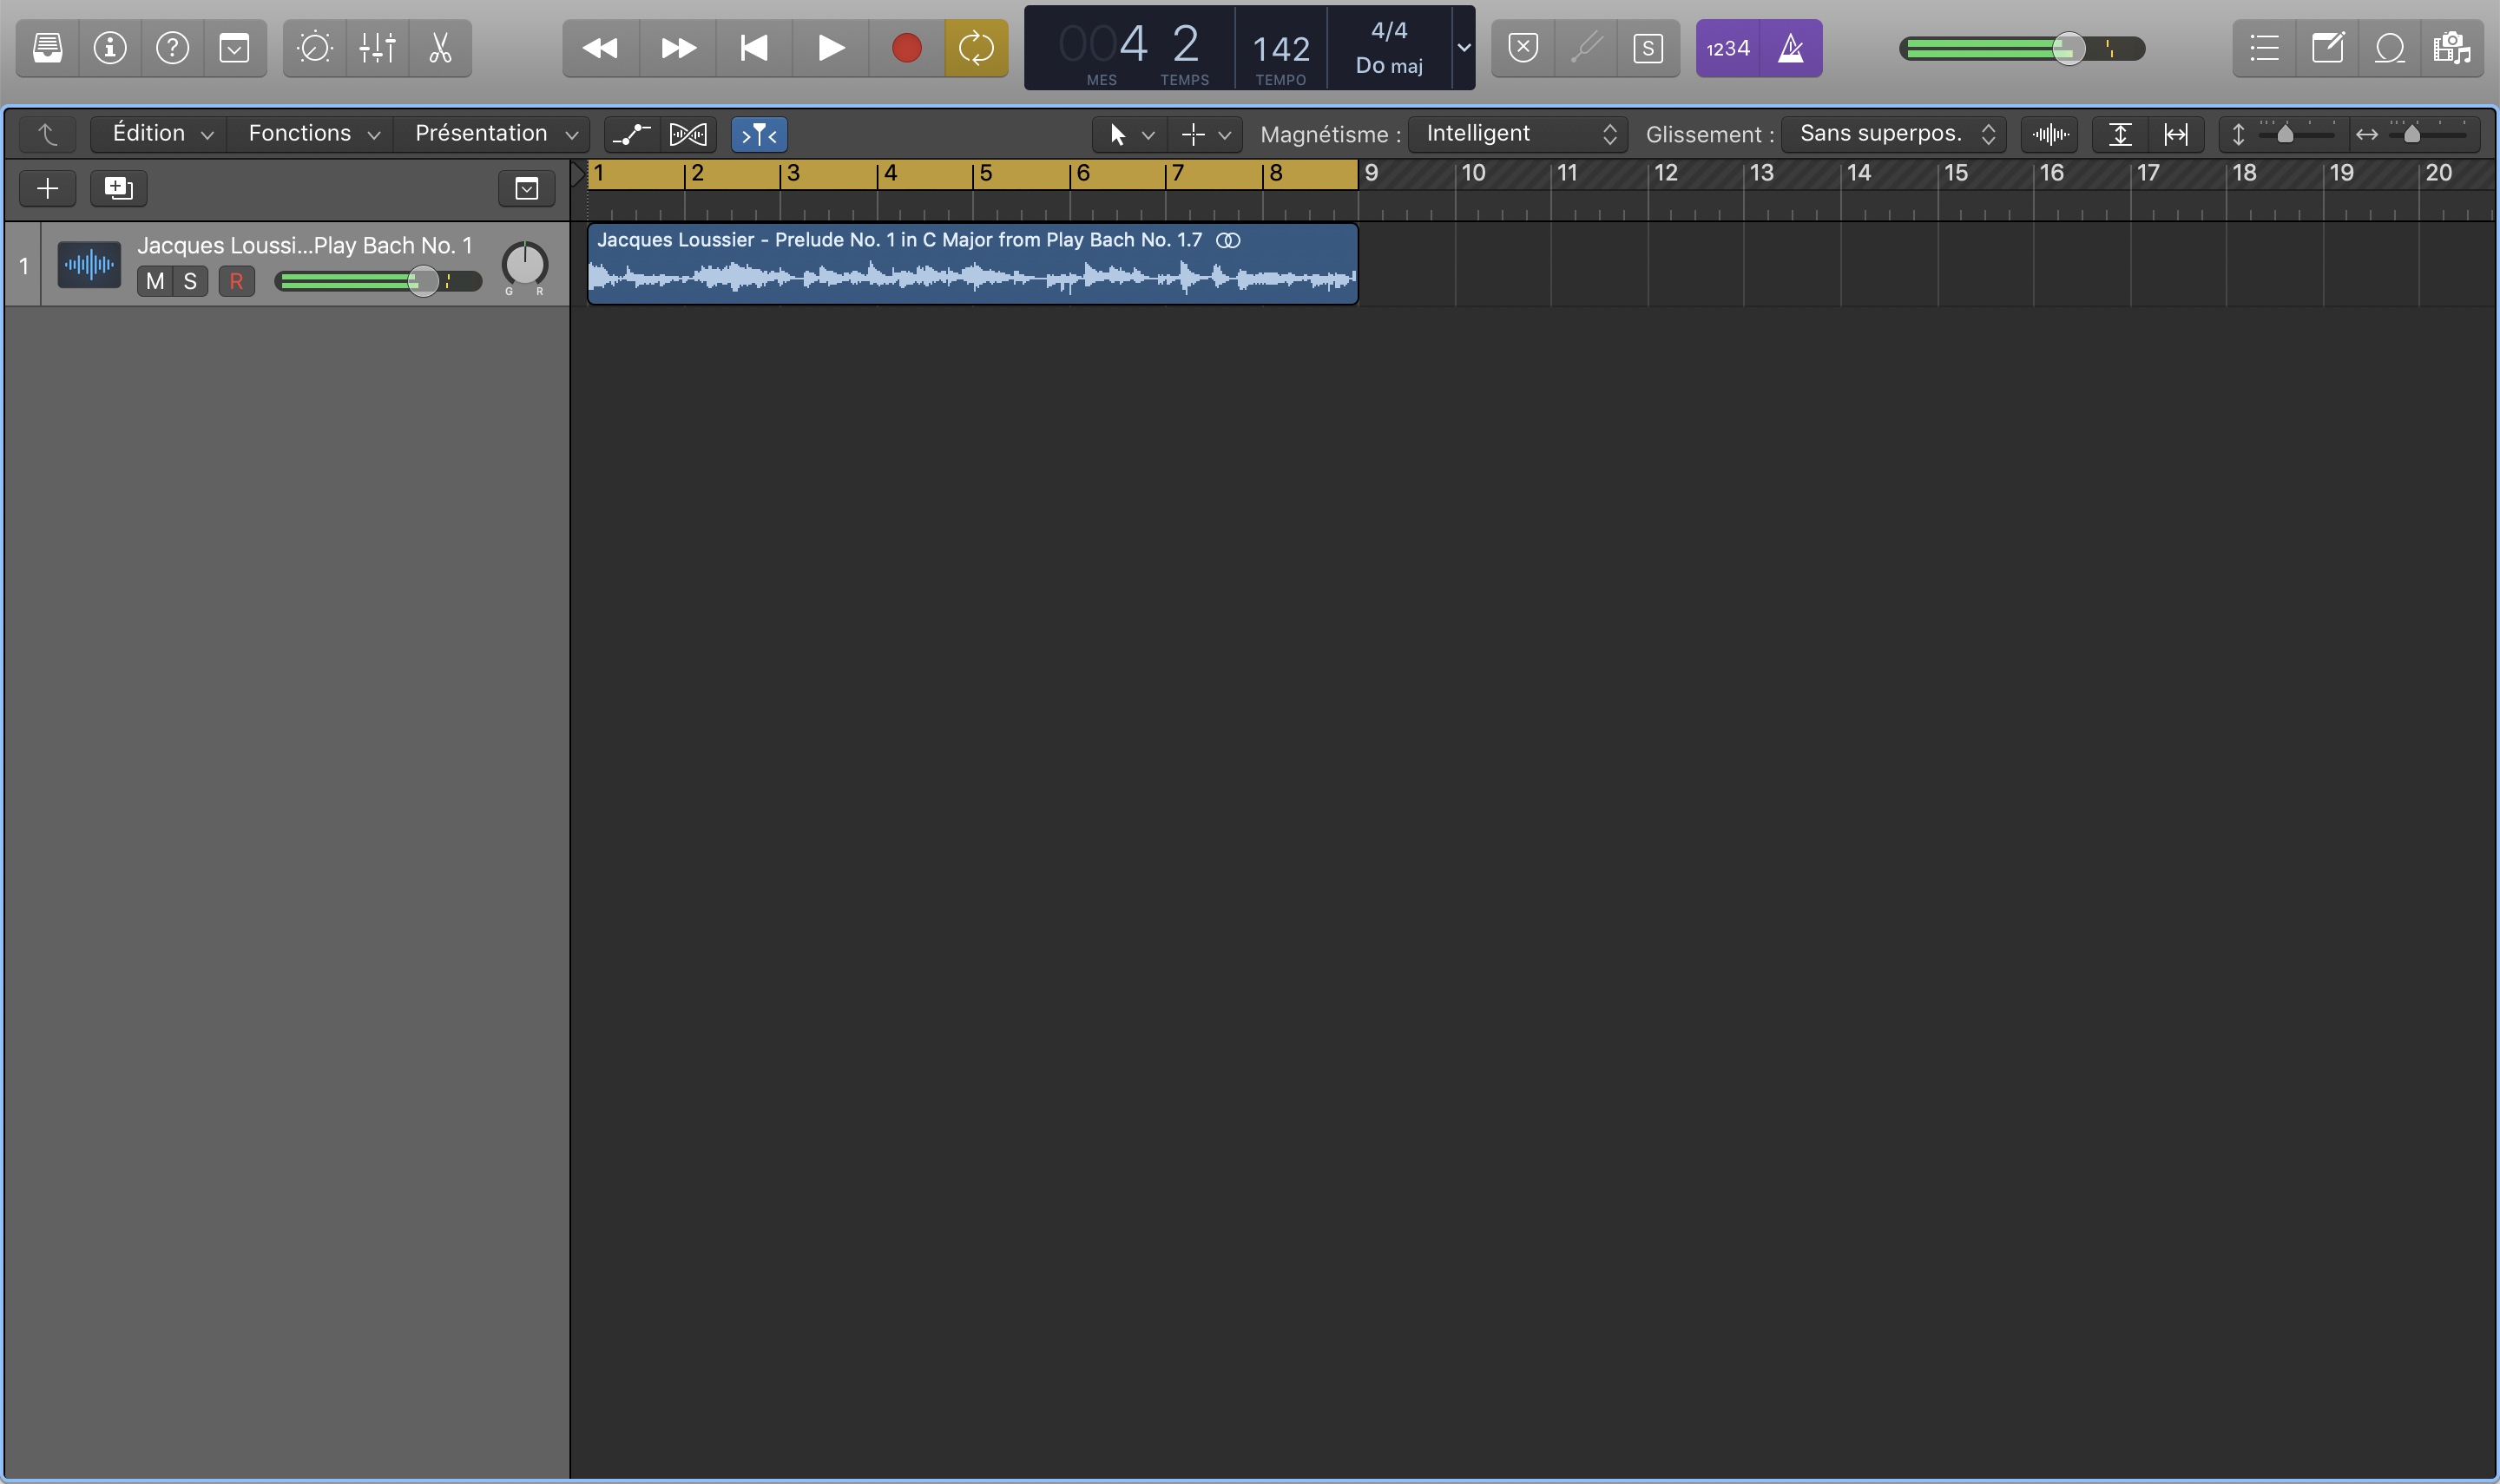 004 2 142 4/4
MES TEMPS TEMPO Do maj
S 1234
Édition Fonctions Présentation Magnétisme : Intelligent Glissement : Sans superpos.
1 2 3 4 5 6 7 8 9 10 11 12 13 14 15 16 17 18 19 20
1 Jacques Loussi...Play Bach No. 1
M S R
G R
Jacques Loussier - Prelude No. 1 in C Major from Play Bach No. 1.7